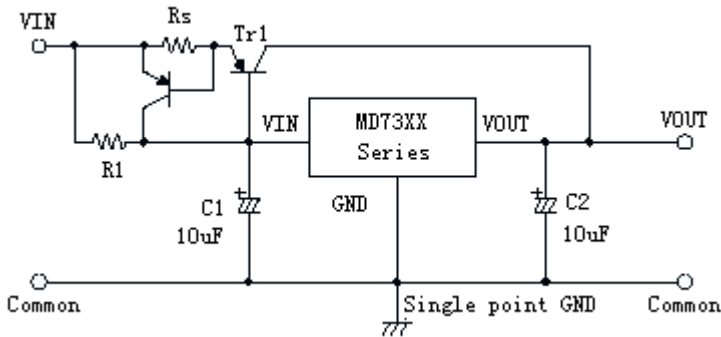 VIN
Rs
Tr1
R1
VIN
MD73XX
Series
VOUT
VOUT
GND
C1
10uF
C2
10uF
Common
Single point GND
Common